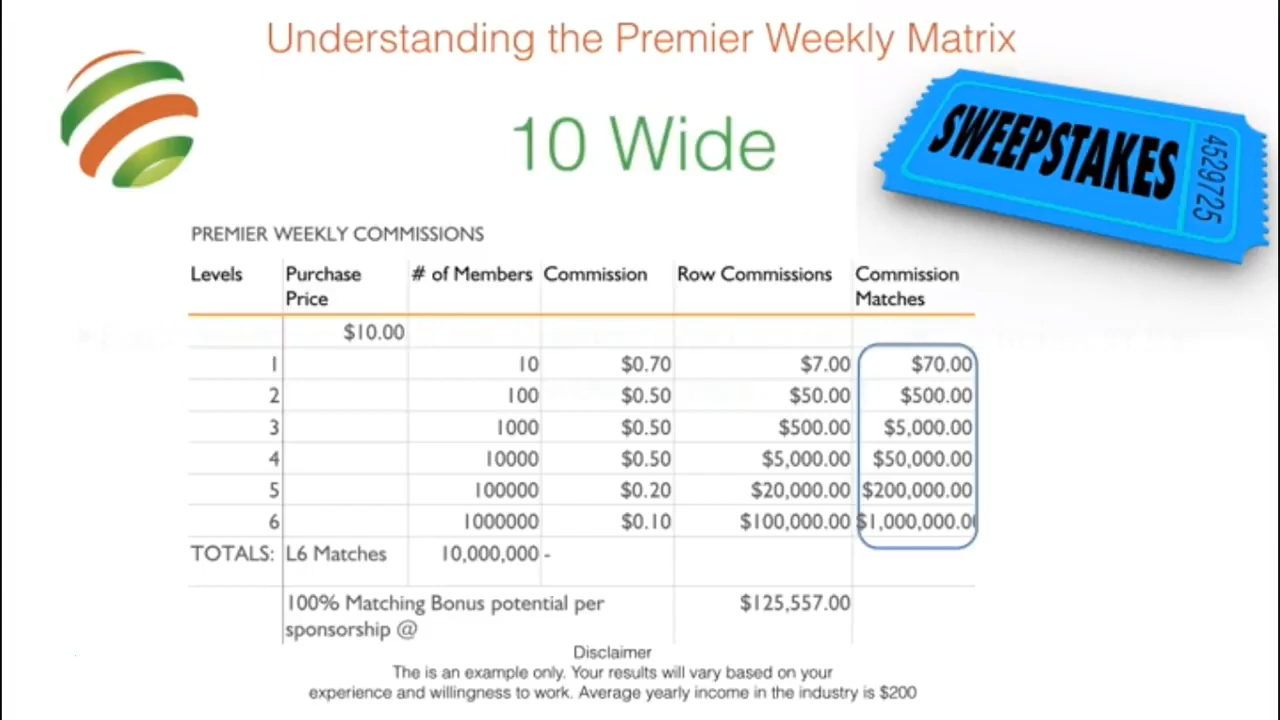 Understanding the Premier Weekly Matrix
10 Wide
SWEEPSTAKES
4529725
PREMIER WEEKLY COMMISSIONS
Levels Purchase Price # of Members Commission Row Commissions Commission Matches
$10.00
1 10 $0.70 $7.00 $70.00
2 100 $0.50 $50.00 $500.00
3 1000 $0.50 $500.00 $5,000.00
4 10000 $0.50 $5,000.00 $50,000.00
5 100000 $0.20 $20,000.00 $200,000.00
6 1000000 $0.10 $100,000.00 $1,000,000.00
TOTALS: L6 Matches 10,000,000 -
100% Matching Bonus potential per $125,557.00
sponsorship @
Disclaimer
The is an example only. Your results will vary based on your
experience and willingness to work. Average yearly income in the industry is $200